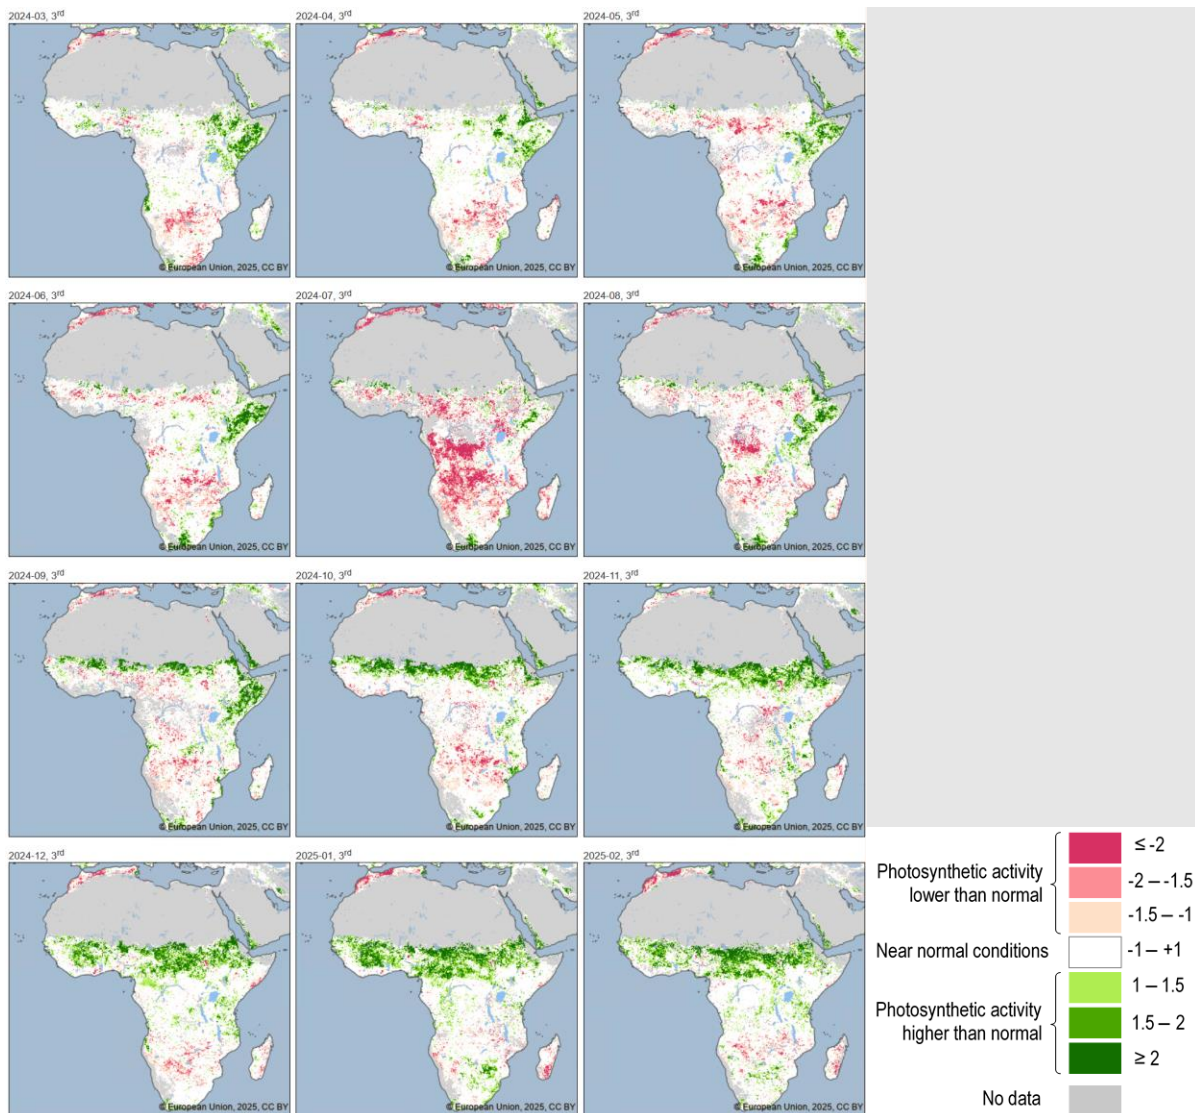 2024-03, 3rd
2024-04, 3rd
2024-05, 3rd
© European Union, 2025, CC BY
© European Union, 2025, CC BY
© European Union, 2025, CC BY
2024-06, 3rd
2024-07, 3rd
2024-08, 3rd
© European Union, 2025, CC BY
© European Union, 2025, CC BY
© European Union, 2025, CC BY
2024-09, 3rd
2024-10, 3rd
2024-11, 3rd
© European Union, 2025, CC BY
© European Union, 2025, CC BY
© European Union, 2025, CC BY
2024-12, 3rd
2025-01, 3rd
2025-02, 3rd
© European Union, 2025, CC BY
© European Union, 2025, CC BY
© European Union, 2025, CC BY
Photosynthetic activity
lower than normal
≤ -2
-2 – -1.5
-1.5 – -1
Near normal conditions
-1 – +1
Photosynthetic activity
higher than normal
1 – 1.5
1.5 – 2
≥ 2
No data